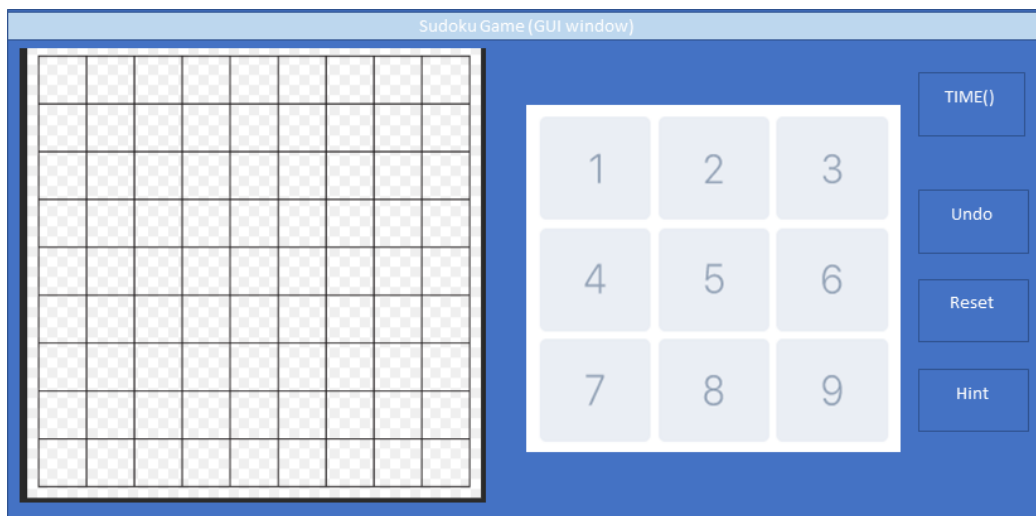 Sudoku Game (GUI window)
TIME()
1 2 3
Undo
4 5 6
Reset
7 8 9
Hint